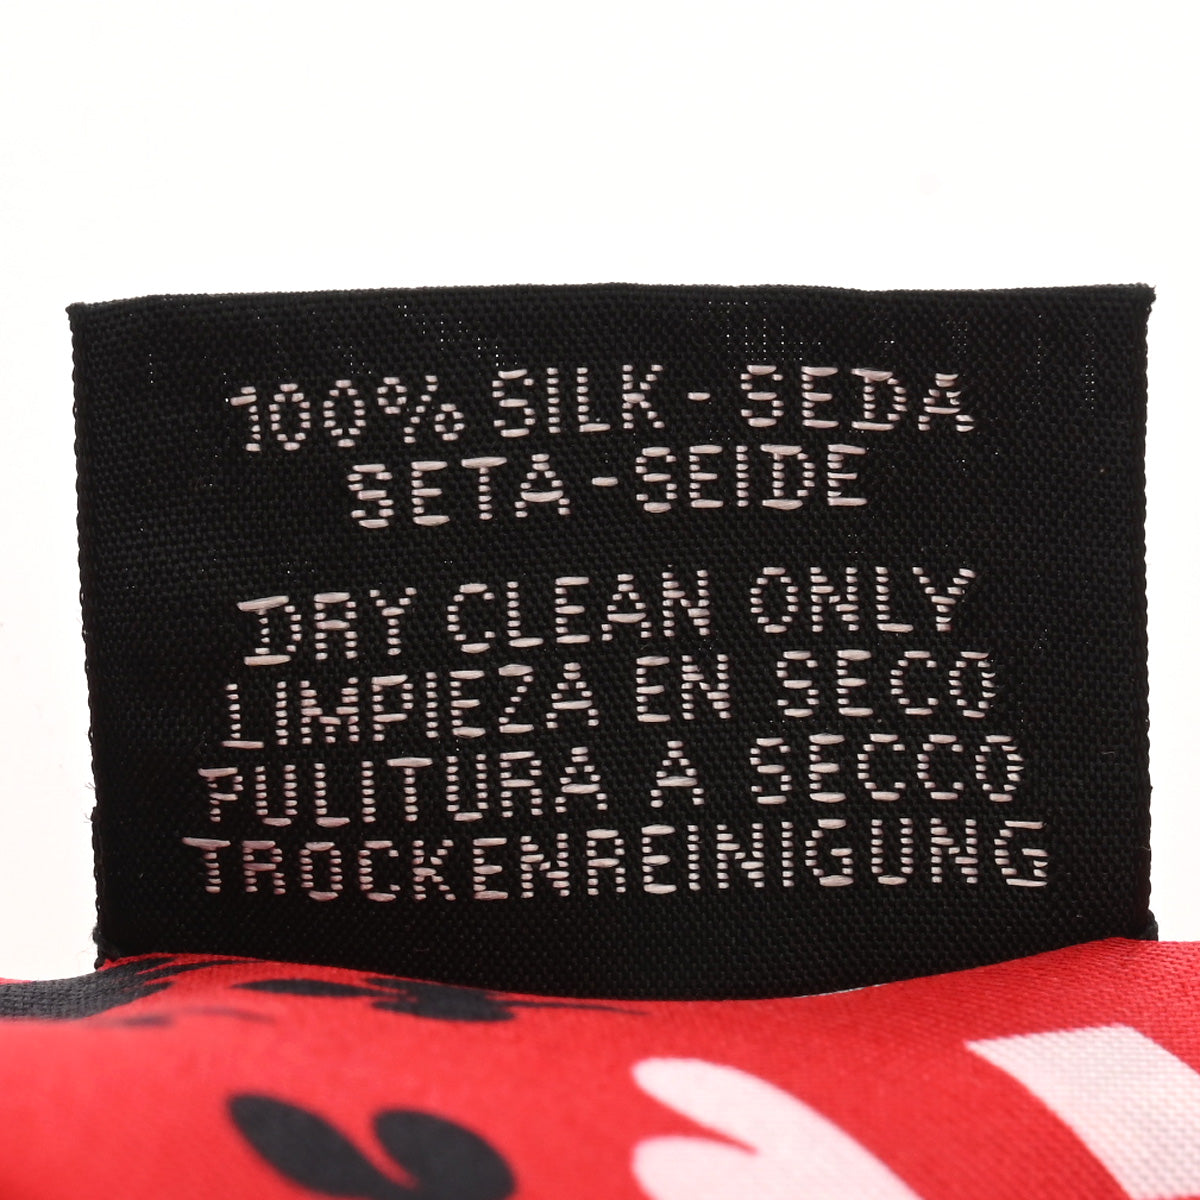 100% SILK - SEDA
SETA - SEIDE
DRY CLEAN ONLY
LIMPIEZA EN SECO
PULITURA A SECCO
TROCKENREINIGUNG